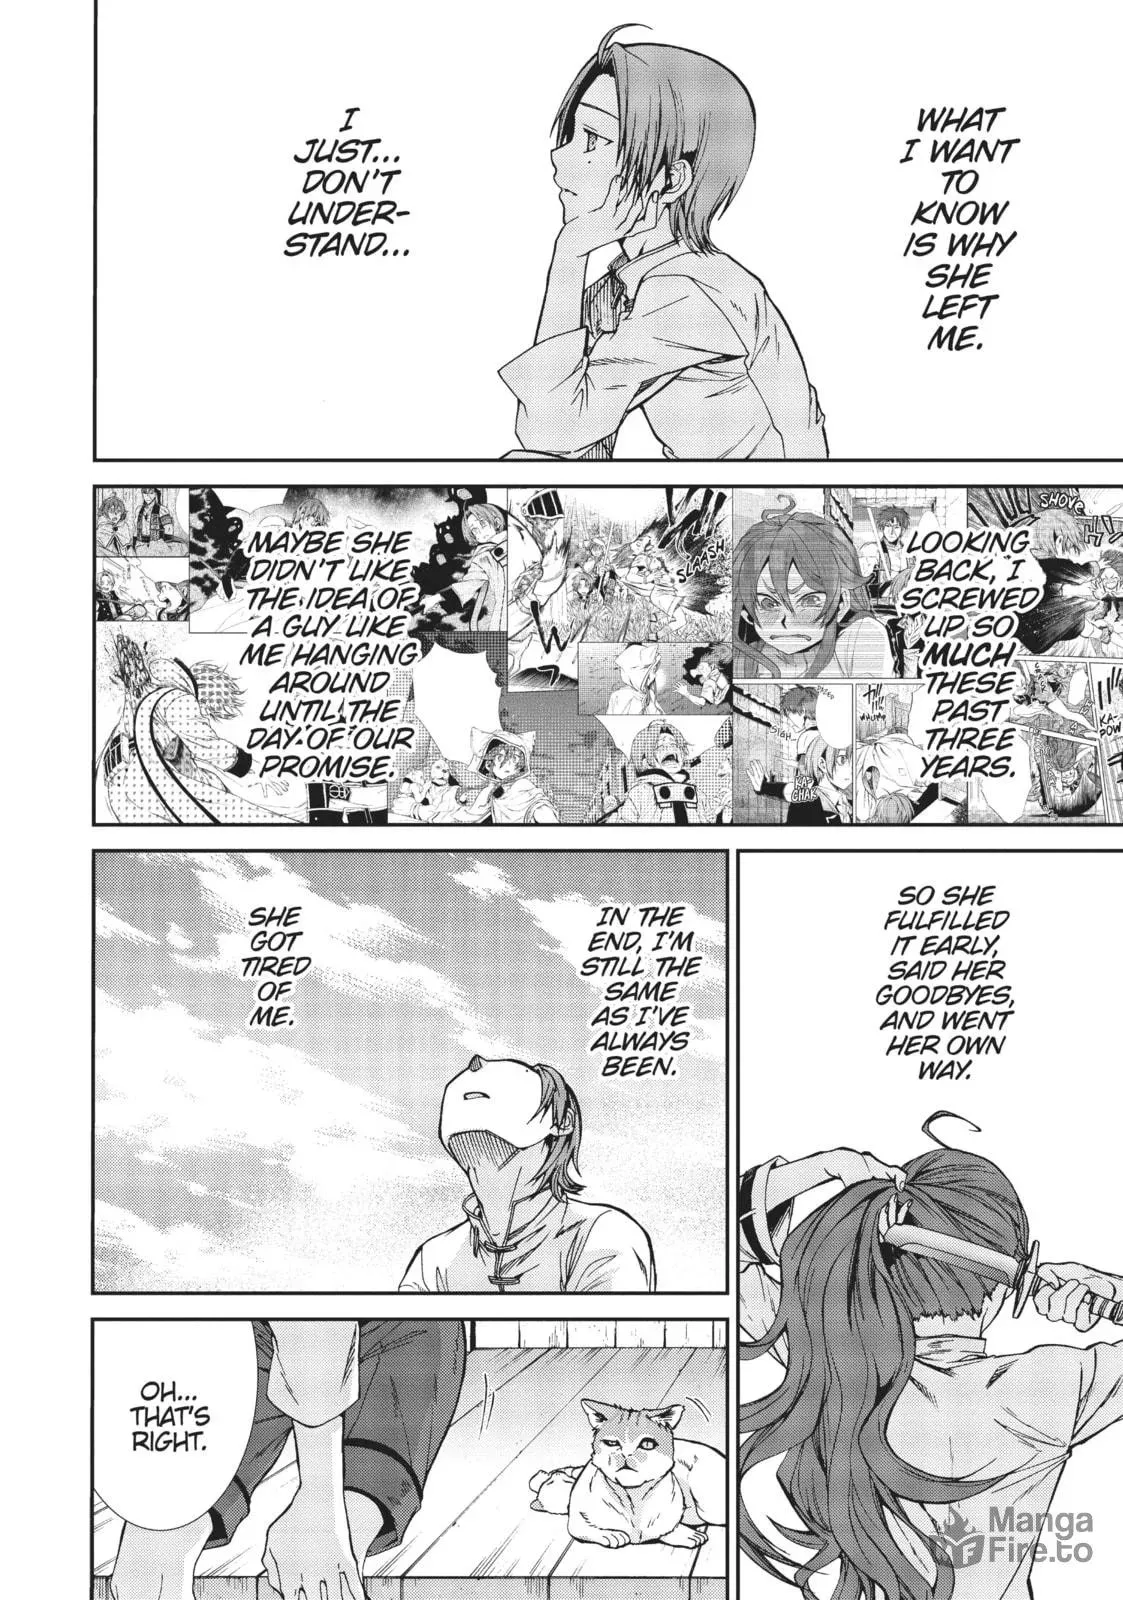 WHAT
I WANT
TO
KNOW
IS WHY
SHE
LEFT
ME.
I
JUST...
DON'T
UNDER-
STAND...
LOOKING
BACK, I
SCREWED
UP SO
MUCH
THESE
PAST
THREE
YEARS.
MAYBE SHE
DIDN'T LIKE
THE IDEA OF
A GUY LIKE
ME HANGING
AROUND
UNTIL THE
DAY OF OUR
PROMISE.
SLAASH
SIGH
WHUMP
KA-
POW
SO SHE
FULFILLED
IT EARLY,
SAID HER
GOODBYES,
AND WENT
HER OWN
WAY.
IN THE
END, I'M
STILL THE
SAME
AS I'VE
ALWAYS
BEEN.
SHE
GOT
TIRED
OF
ME.
OH...
THAT'S
RIGHT.
Manga
Fire.to